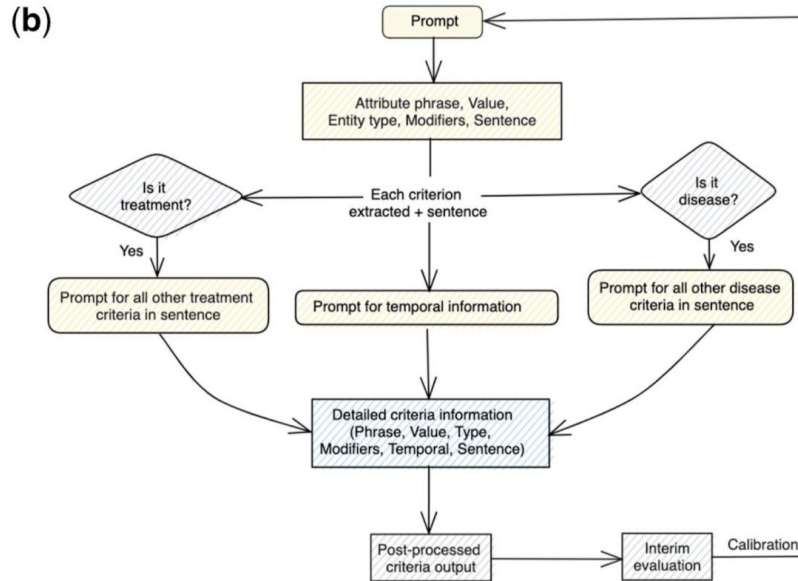 (b)
Prompt
Attribute phrase, Value,
Entity type, Modifiers, Sentence
Is it
treatment?
Each criterion
extracted + sentence
Is it
disease?
Yes
Yes
Prompt for all other treatment
criteria in sentence
Prompt for temporal information
Prompt for all other disease
criteria in sentence
Detailed criteria information
(Phrase, Value, Type,
Modifiers, Temporal, Sentence)
Post-processed
criteria output
Interim
evaluation
Calibration